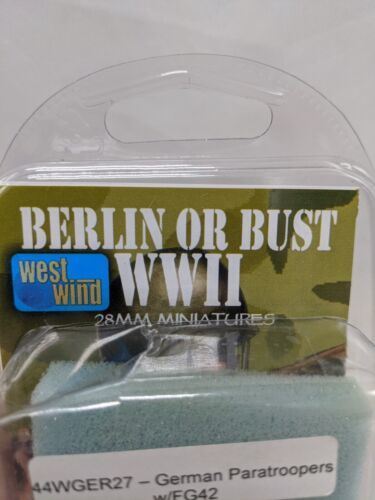 BERLIN OR BUST
west wind
WWII
28MM MINIATURES
44WGER27 – German Paratroopers
w/FG42